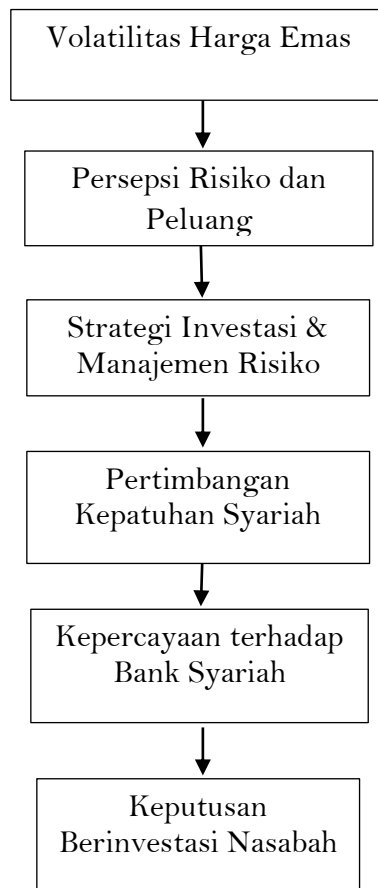 Volatilitas Harga Emas
Persepsi Risiko dan
Peluang
Strategi Investasi &
Manajemen Risiko
Pertimbangan
Kepatuhan Syariah
Kepercayaan terhadap
Bank Syariah
Keputusan
Berinvestasi Nasabah